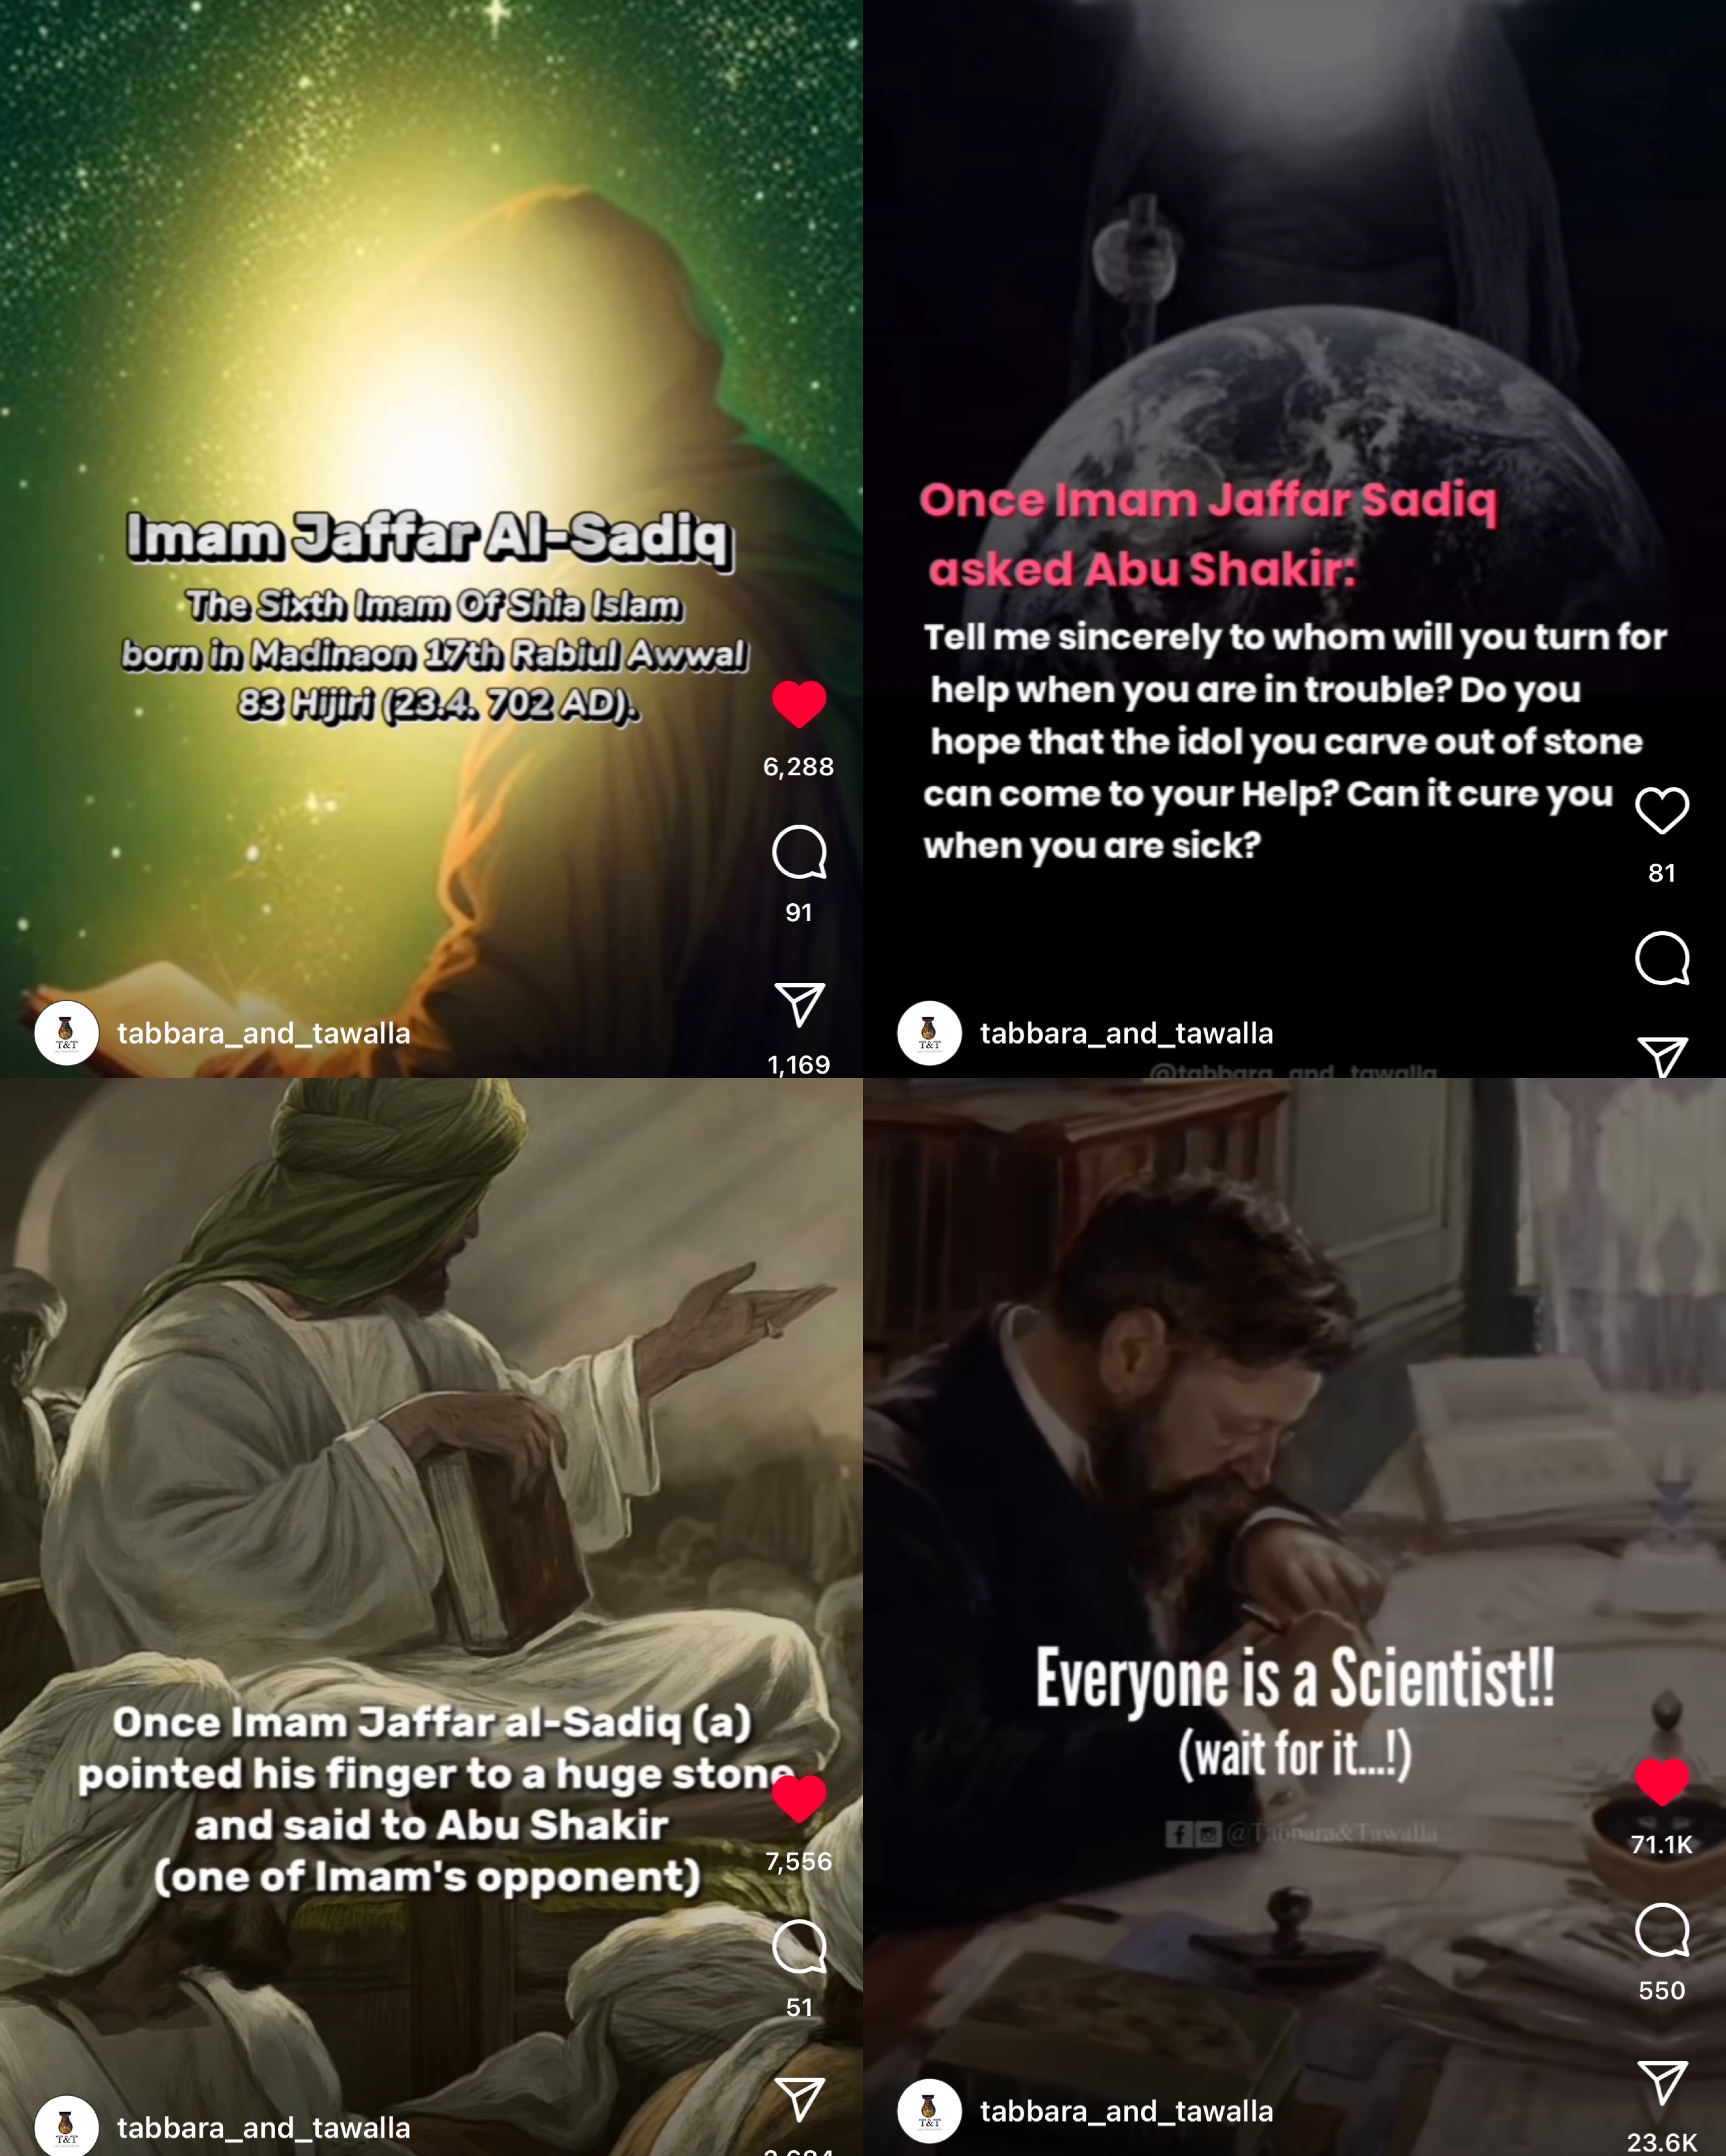 Imam Jaffar Al-Sadiq
The Sixth Imam Of Shia Islam
born in Madinaon 17th Rabiul Awwal
83 Hijiri (23.4. 702 AD).
6,288
91
1,169
T&T
tabbara_and_tawalla
Once Imam Jaffar Sadiq
asked Abu Shakir:
Tell me sincerely to whom will you turn for
help when you are in trouble? Do you
hope that the idol you carve out of stone
can come to your Help? Can it cure you
when you are sick?
81
T&T
tabbara_and_tawalla
@tabbara_and_tawalla
Once Imam Jaffar al-Sadiq (a)
pointed his finger to a huge stone
and said to Abu Shakir
(one of Imam's opponent)
7,556
51
T&T
tabbara_and_tawalla
Everyone is a Scientist!!
(wait for it...!)
@Tabbara&Tawalla
71.1K
550
23.6K
T&T
tabbara_and_tawalla